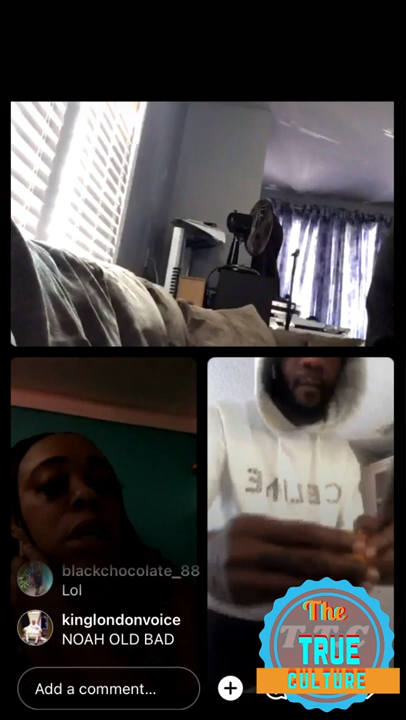 CELINE
blackchocolate_88
Lol
kinglondonvoice
NOAH OLD BAD
Add a comment...
The
T.T.C
TRUE
CULTURE